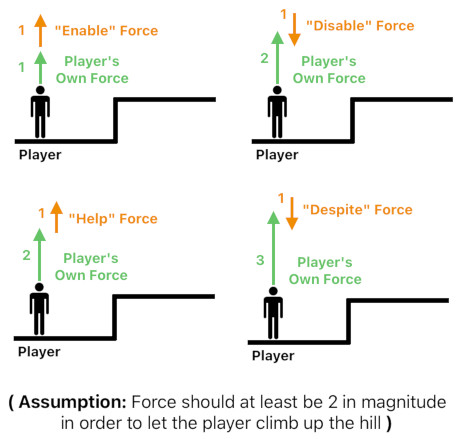 1 "Enable" Force
1 Player's
Own Force
Player
1 "Disable" Force
2 Player's
Own Force
Player
1 "Help" Force
2 Player's
Own Force
Player
1 "Despite" Force
3 Player's
Own Force
Player
( Assumption: Force should at least be 2 in magnitude
in order to let the player climb up the hill )